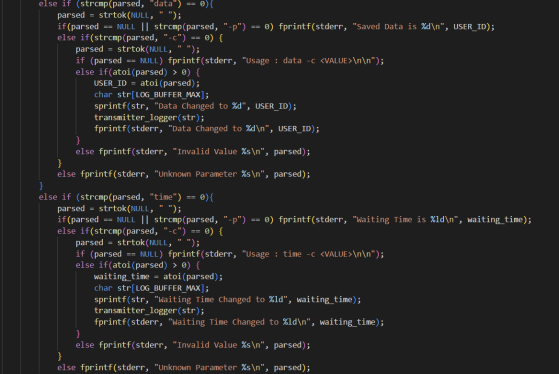 else if (strcmp(parsed, "data") == 0){
parsed = strtok(NULL, " ");
if(parsed == NULL || strcmp(parsed, "-p") == 0) fprintf(stderr, "Saved Data is %d\n", USER_ID);
else if(strcmp(parsed, "-c") == 0) {
parsed = strtok(NULL, " ");
if (parsed == NULL) fprintf(stderr, "Usage : data -c <VALUE>\n\n");
else if(atoi(parsed) > 0) {
USER_ID = atoi(parsed);
char str[LOG_BUFFER_MAX];
sprintf(str, "Data Changed to %d", USER_ID);
transmitter_logger(str);
fprintf(stderr, "Data Changed to %d\n", USER_ID);
}
else fprintf(stderr, "Invalid Value %s\n", parsed);
}
else fprintf(stderr, "Unknown Parameter %s\n", parsed);
}
else if (strcmp(parsed, "time") == 0){
parsed = strtok(NULL, " ");
if(parsed == NULL || strcmp(parsed, "-p") == 0) fprintf(stderr, "Waiting Time is %ld\n", waiting_time);
else if(strcmp(parsed, "-c") == 0) {
parsed = strtok(NULL, " ");
if (parsed == NULL) fprintf(stderr, "Usage : time -c <VALUE>\n\n");
else if(atoi(parsed) > 0) {
waiting_time = atoi(parsed);
char str[LOG_BUFFER_MAX];
sprintf(str, "Waiting Time Changed to %ld", waiting_time);
transmitter_logger(str);
fprintf(stderr, "Waiting Time Changed to %ld\n", waiting_time);
}
else fprintf(stderr, "Invalid Value %s\n", parsed);
}
else fprintf(stderr, "Unknown Parameter %s\n", parsed);